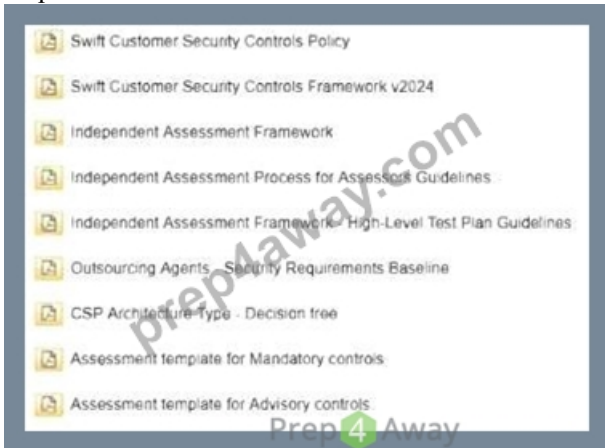 Swift Customer Security Controls Policy
Swift Customer Security Controls Framework v2024
Independent Assessment Framework
Independent Assessment Process for Assessors Guidelines
Independent Assessment Framework - High-Level Test Plan Guidelines
Outsourcing Agents - Security Requirements Baseline
CSP Architecture Type - Decision tree
Assessment template for Mandatory controls
Assessment template for Advisory controls
prep4away.com
Prep4Away